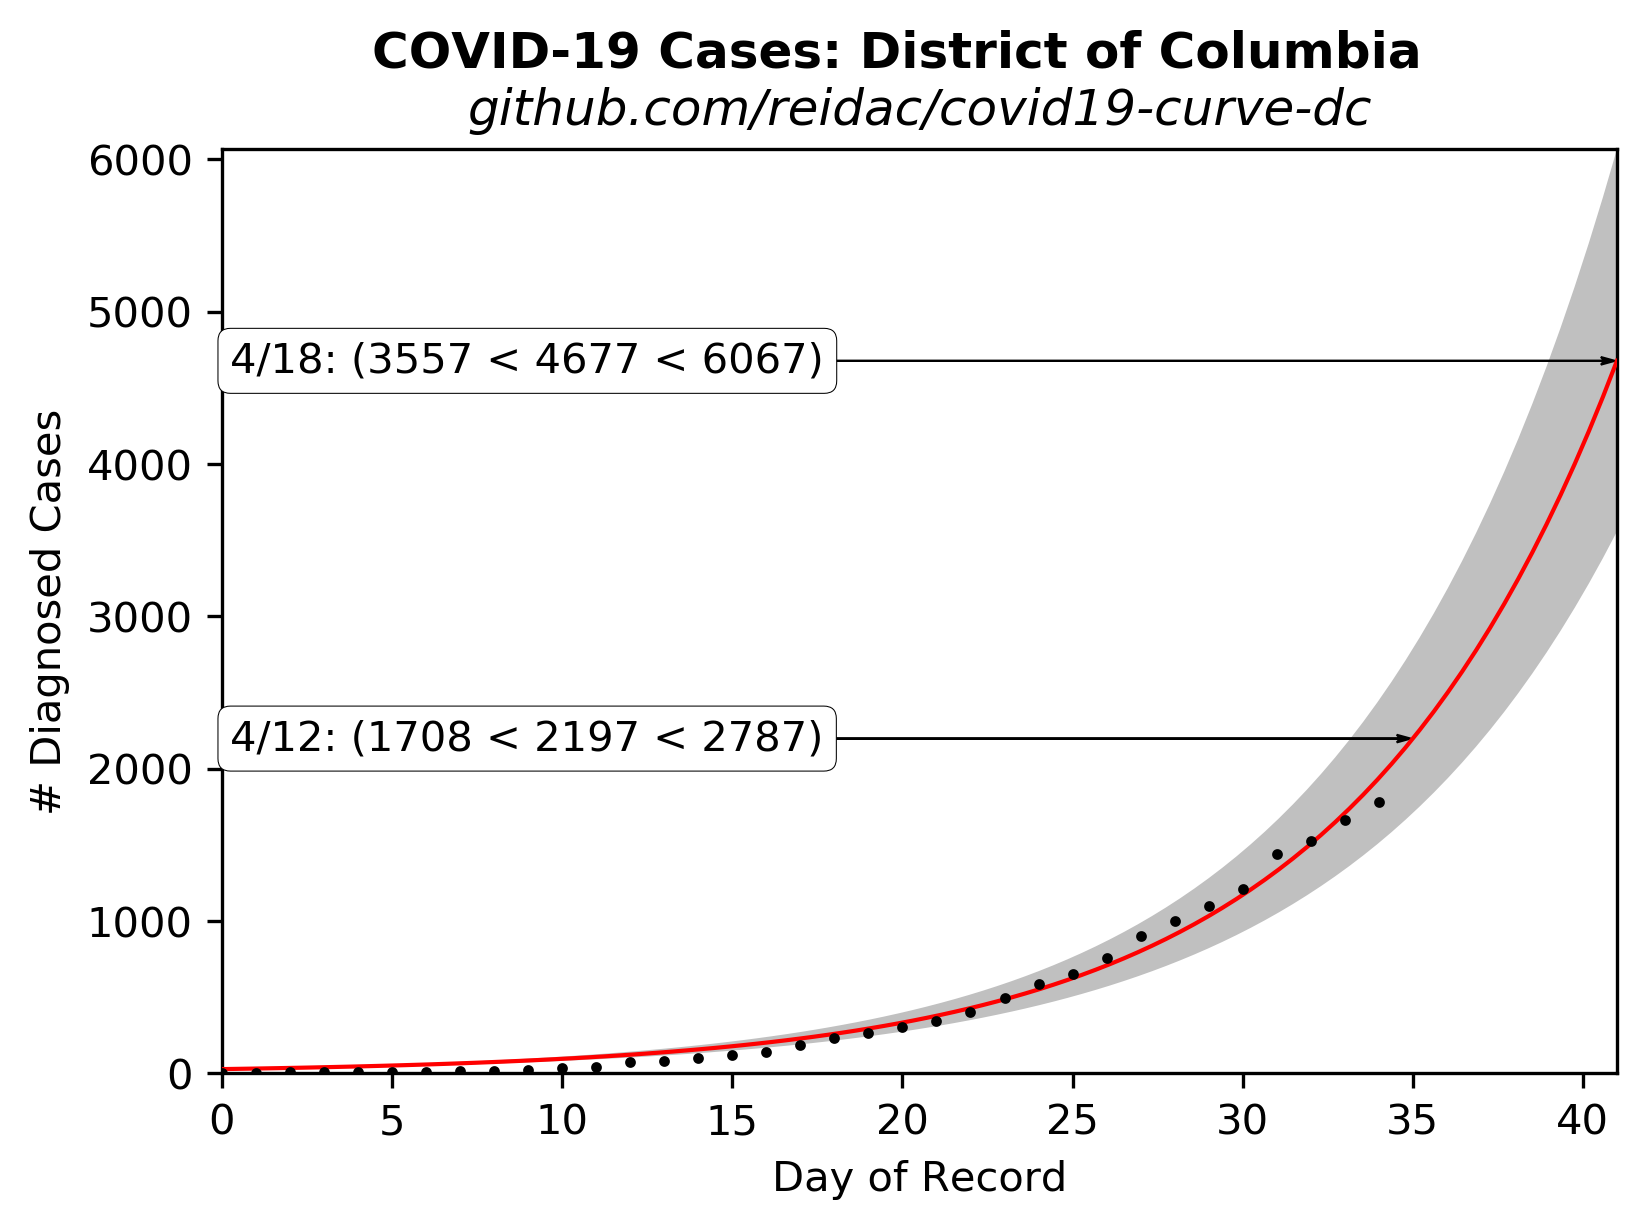 COVID-19 Cases: District of Columbia
github.com/reidac/covid19-curve-dc
6000
5000
4/18: (3557 < 4677 < 6067)
4000
# Diagnosed Cases
3000
4/12: (1708 < 2197 < 2787)
2000
1000
0
0 5 10 15 20 25 30 35 40
Day of Record